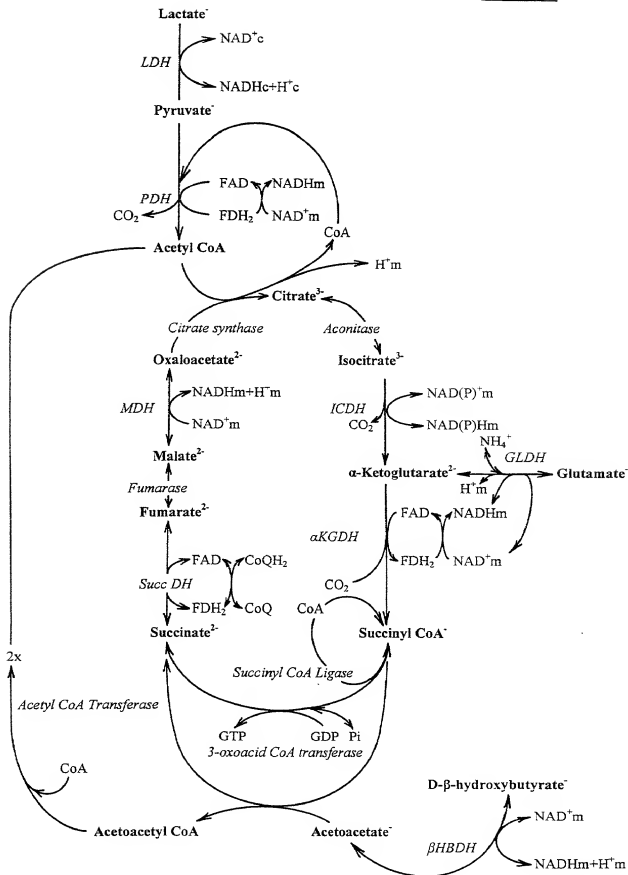 Lactate⁻
NAD⁺c
LDH
NADHc+H⁺c
Pyruvate⁻
FAD NADHm
PDH
CO₂ FDH₂ NAD⁺m
CoA
Acetyl CoA
H⁺m
Citrate³⁻
Citrate synthase Aconitase
Oxaloacetate²⁻ Isocitrate³⁻
NADHm+H⁺m NAD(P)⁺m
MDH ICDH
NAD⁺m CO₂ NAD(P)Hm
NH₄⁺
GLDH
Malate²⁻
α-Ketoglutarate²⁻ Glutamate⁻
H⁺m
Fumarase
Fumarate²⁻ FAD NADHm
αKGDH
FAD CoQH₂ FDH₂ NAD⁺m
Succ DH
CO₂
FDH₂ CoQ CoA
Succinate²⁻ Succinyl CoA⁻
2x
Succinyl CoA Ligase
Acetyl CoA Transferase
GTP GDP Pi
3-oxoacid CoA transferase
CoA
D-β-hydroxybutyrate⁻
NAD⁺m
Acetoacetyl CoA Acetoacetate⁻
βHBDH
NADHm+H⁺m